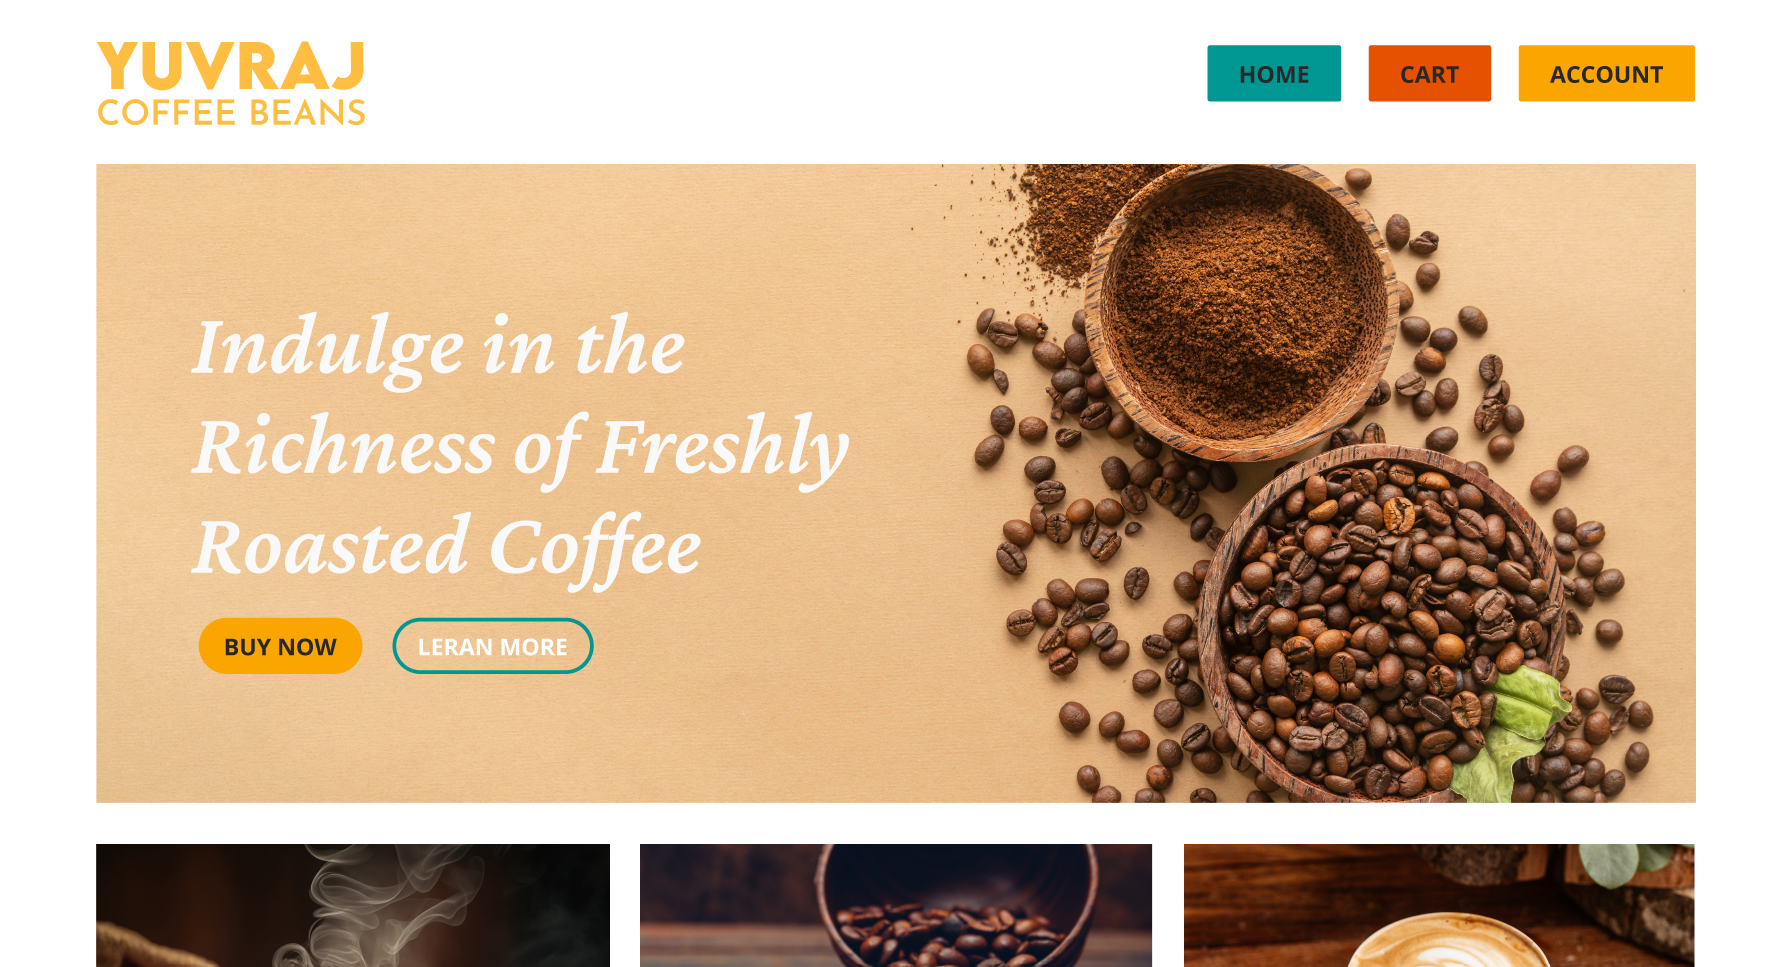 YUVRAJ
COFFEE BEANS
HOME
CART
ACCOUNT
Indulge in the
Richness of Freshly
Roasted Coffee
BUY NOW
LERAN MORE